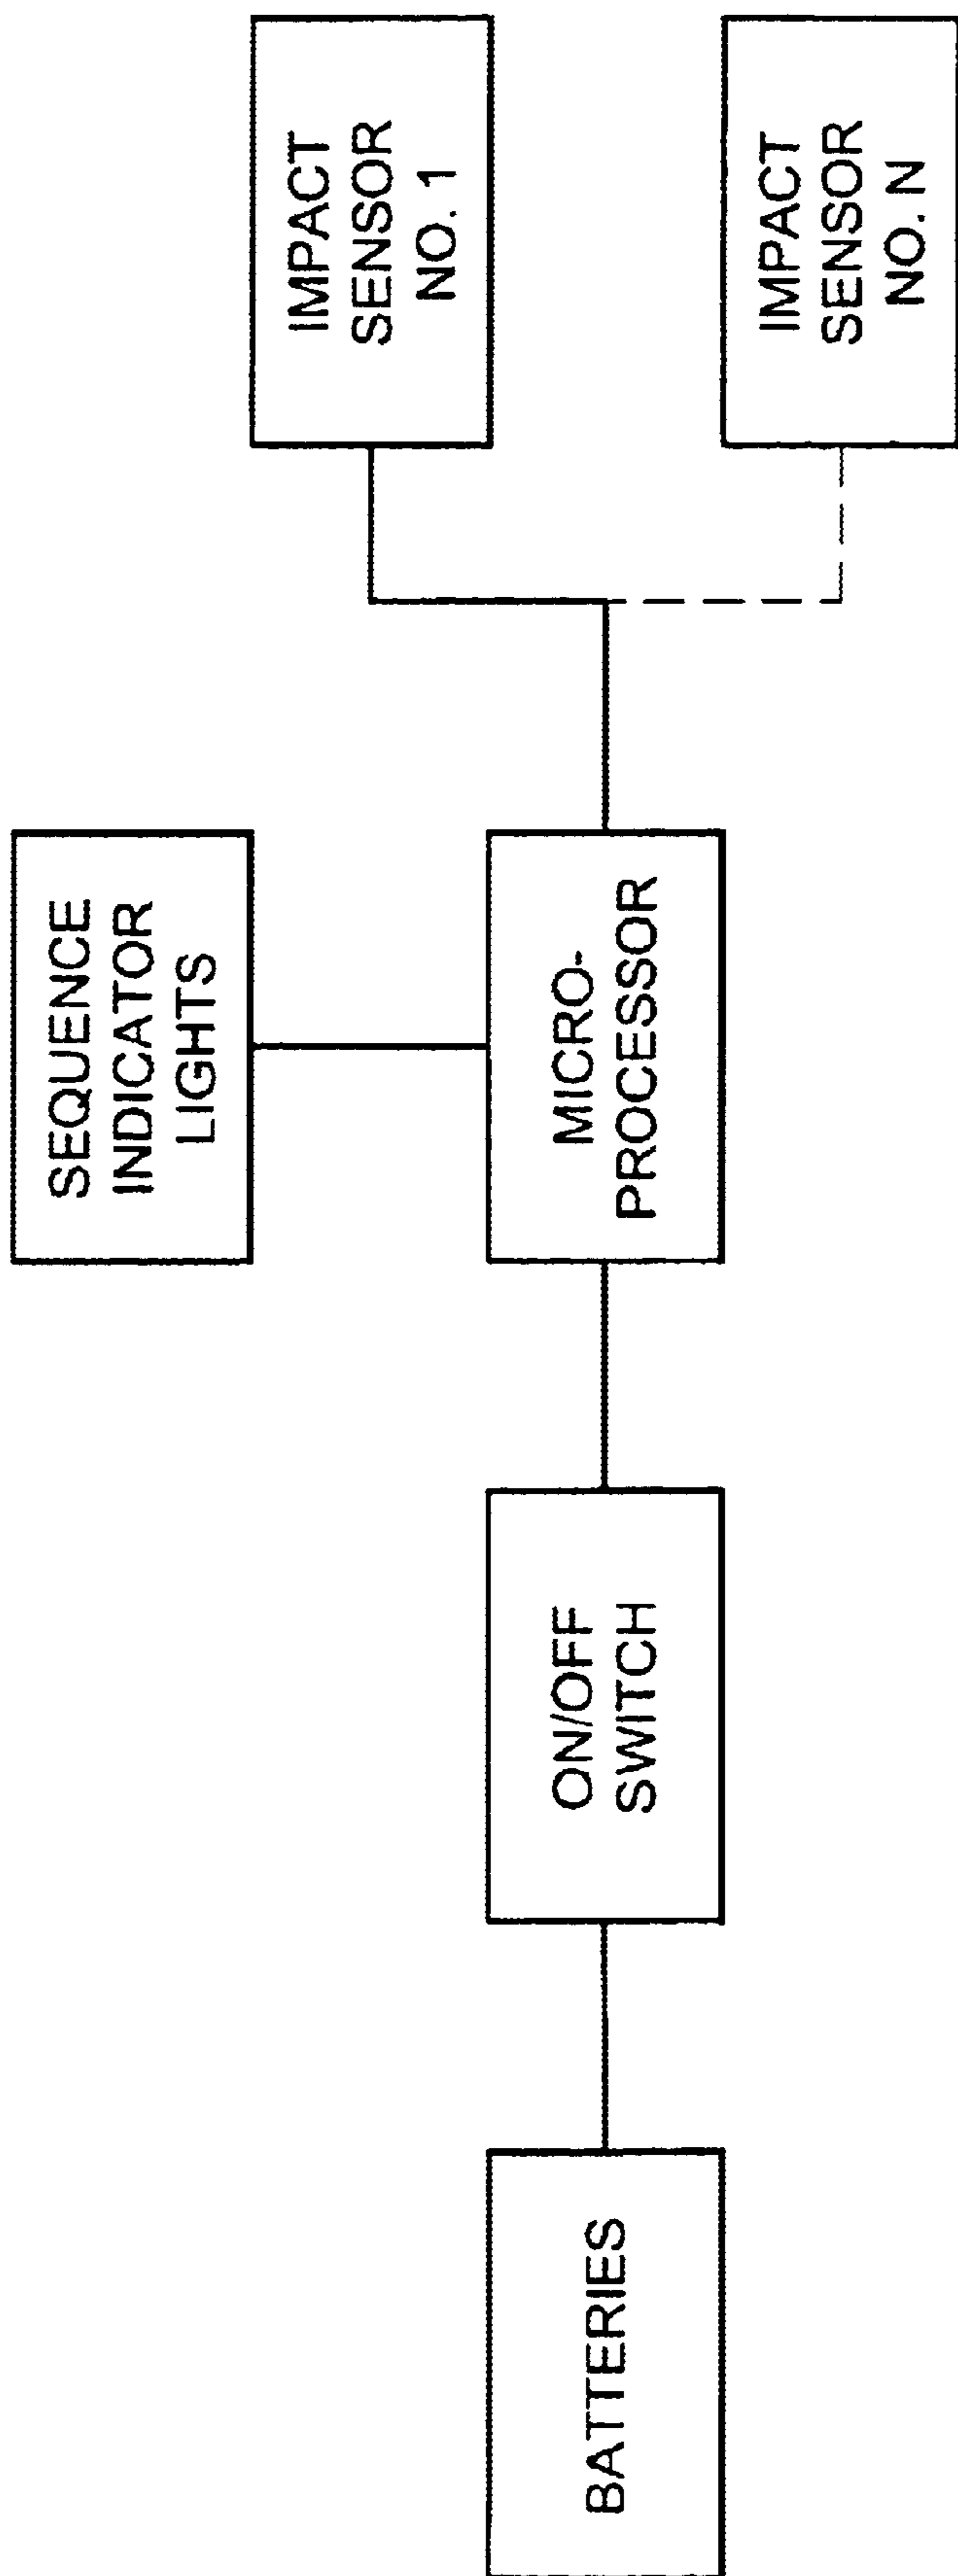 SEQUENCE
INDICATOR
LIGHTS
IMPACT
SENSOR
NO. 1
BATTERIES
ON/OFF
SWITCH
MICRO-
PROCESSOR
IMPACT
SENSOR
NO. N